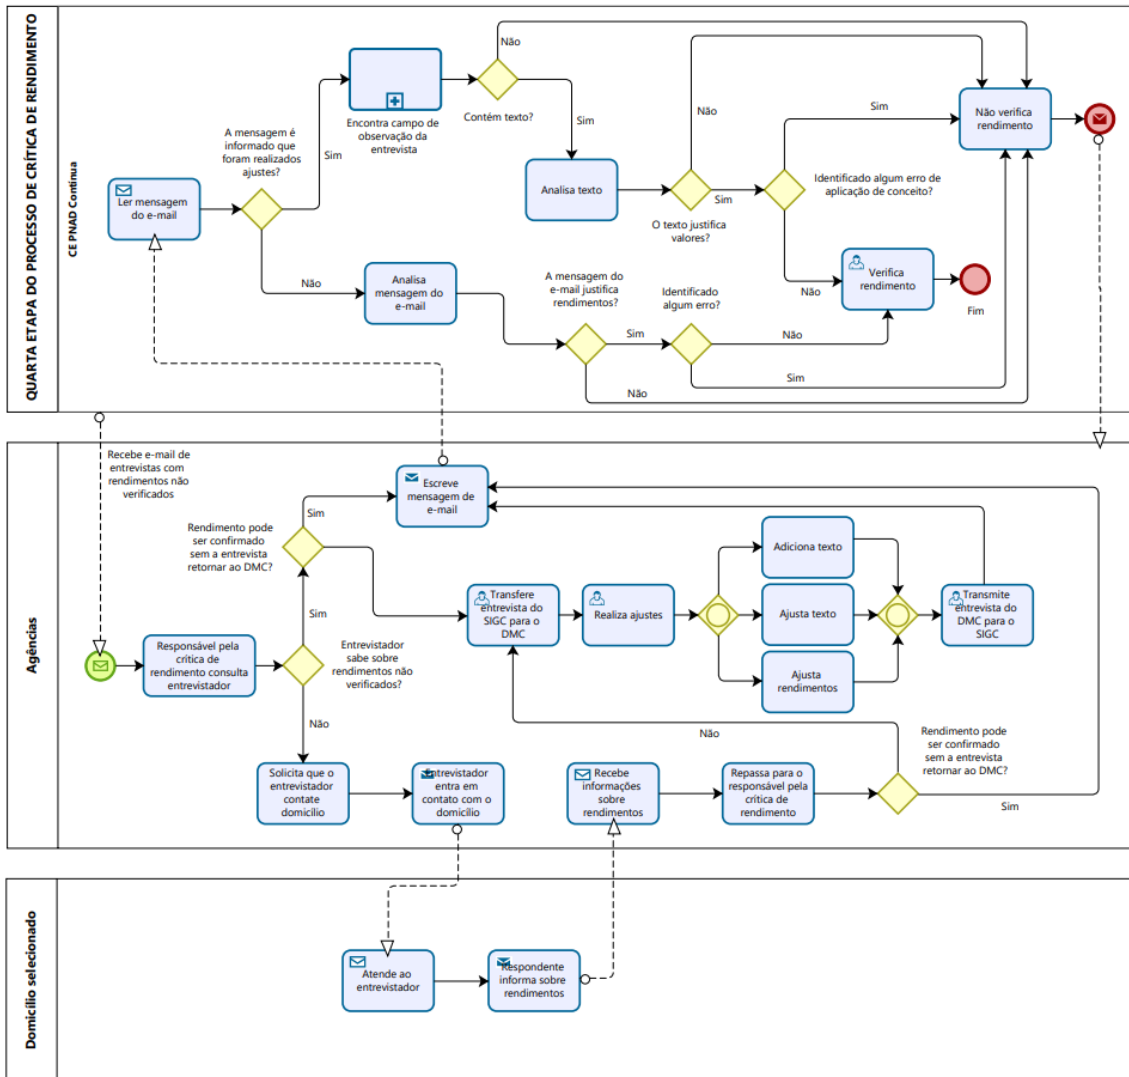 QUARTA ETAPA DO PROCESSO DE CRÍTICA DE RENDIMENTO
CE PNAD Contínua
Ler mensagem
do e-mail
A mensagem é
informado que
foram realizados
ajustes?
Sim
Não
Encontra campo de
observação da
entrevista
Contém texto?
Não
Sim
Analisa texto
O texto justifica
valores?
Não
Sim
Identificado algum erro de
aplicação de conceito?
Sim
Não
Não verifica
rendimento
Verifica
rendimento
Fim
Analisa
mensagem do
e-mail
A mensagem do
e-mail justifica
rendimentos?
Sim
Não
Identificado
algum erro?
Não
Sim
Agências
Recebe e-mail de
entrevistas com
rendimentos não
verificados
Responsável pela
crítica de
rendimento consulta
entrevistador
Entrevistador
sabe sobre
rendimentos não
verificados?
Sim
Não
Rendimento pode
ser confirmado
sem a entrevista
retornar ao DMC?
Sim
Escreve
mensagem de
e-mail
Transfere
entrevista do
SIGC para o
DMC
Realiza ajustes
Adiciona texto
Ajusta texto
Ajusta
rendimentos
Transmite
entrevista do
DMC para o
SIGC
Solicita que o
entrevistador
contate
domicílio
Entrevistador
entra em
contato com o
domicílio
Recebe
informações
sobre
rendimentos
Repassa para o
responsável pela
crítica de
rendimento
Rendimento pode
ser confirmado
sem a entrevista
retornar ao DMC?
Não
Sim
Domicílio selecionado
Atende ao
entrevistador
Respondente
informa sobre
rendimentos